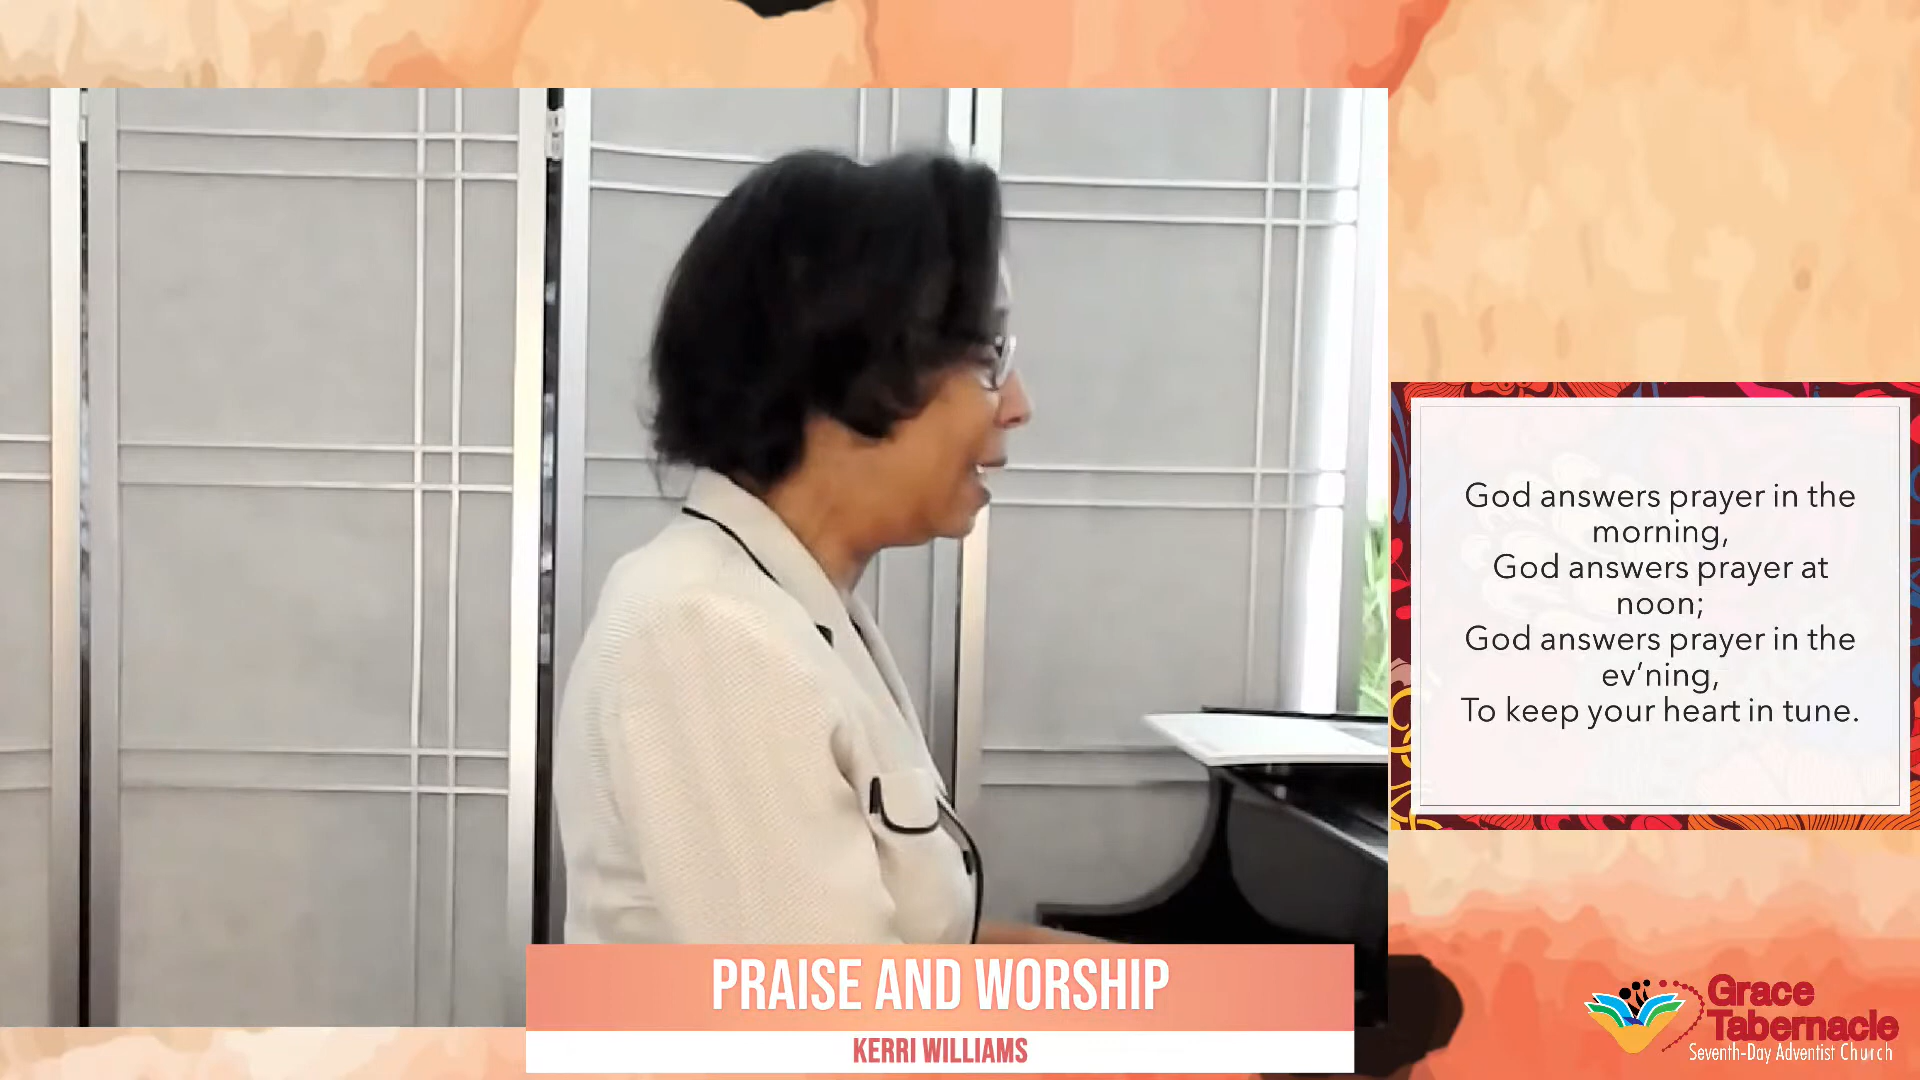 God answers prayer in the
morning,
God answers prayer at
noon;
God answers prayer in the
ev’ning,
To keep your heart in tune.
PRAISE AND WORSHIP
KERRI WILLIAMS
Grace
Tabernacle
Seventh-Day Adventist Church